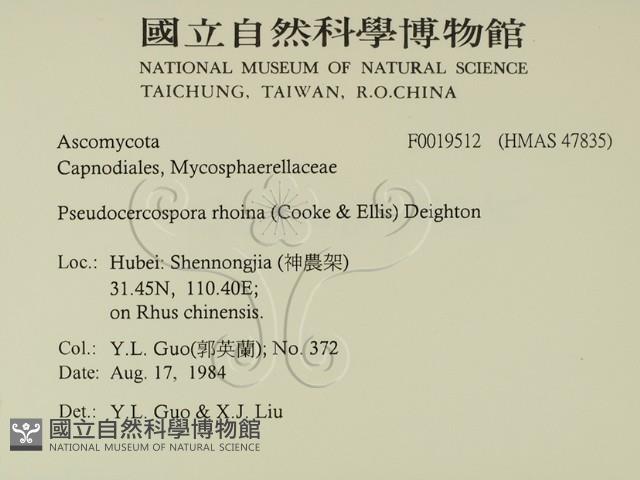 國立自然科學博物館
NATIONAL MUSEUM OF NATURAL SCIENCE
TAICHUNG, TAIWAN, R.O.CHINA
Ascomycota F0019512 (HMAS 47835)
Capnodiales, Mycosphaerellaceae
Pseudocercospora rhoina (Cooke & Ellis) Deighton
Loc.: Hubei: Shennongjia (神農架)
31.45N, 110.40E;
on Rhus chinensis.
Col.: Y.L. Guo(郭英蘭); No. 372
Date: Aug. 17, 1984
Det.: Y.L. Guo & X.J. Liu
國立自然科學博物館
NATIONAL MUSEUM OF NATURAL SCIENCE